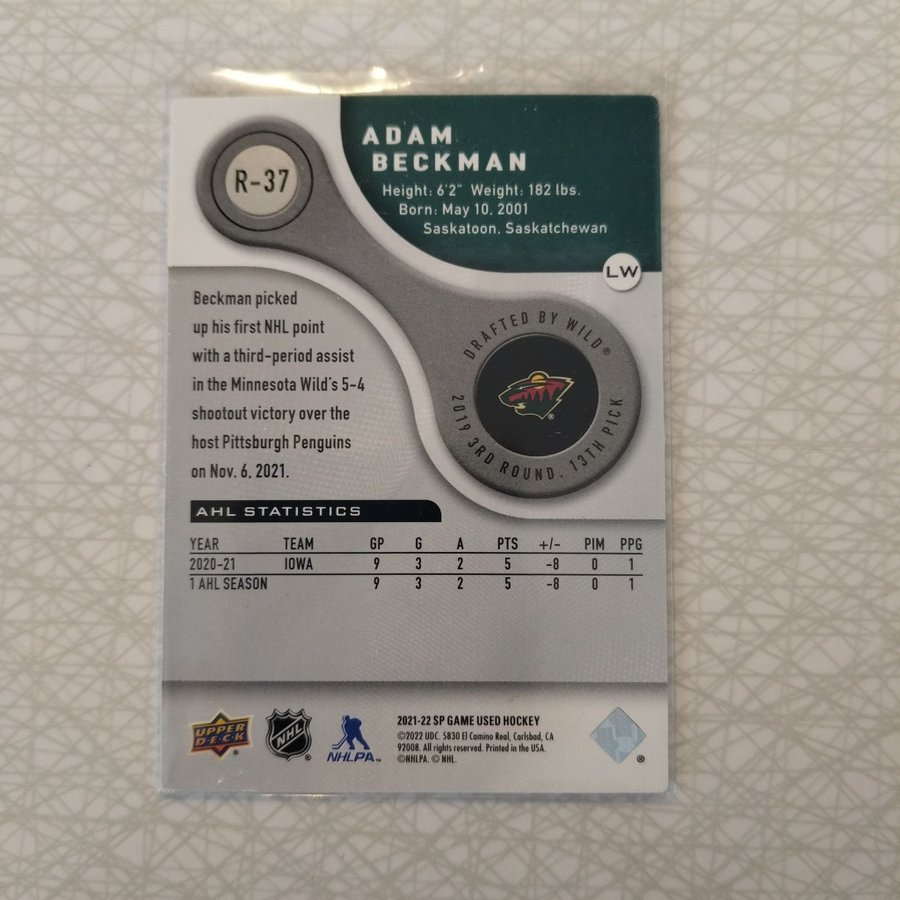 R-37
ADAM
BECKMAN
Height: 6'2" Weight: 182 lbs.
Born: May 10, 2001
Saskatoon, Saskatchewan
LW
Beckman picked
up his first NHL point
with a third-period assist
in the Minnesota Wild's 5-4
shootout victory over the
host Pittsburgh Penguins
on Nov. 6, 2021.
DRAFTED BY WILD®
2019 3RD ROUND, 13TH PICK
AHL STATISTICS
YEAR TEAM GP G A PTS +/- PIM PPG
2020-21 IOWA 9 3 2 5 -8 0 1
1 AHL SEASON 9 3 2 5 -8 0 1
UPPER
DECK
NHL
NHLPA
2021-22 SP GAME USED HOCKEY
©2022 UDC. 5830 El Camino Real, Carlsbad, CA
92008. All rights reserved. Printed in the USA.
©NHLPA. © NHL.